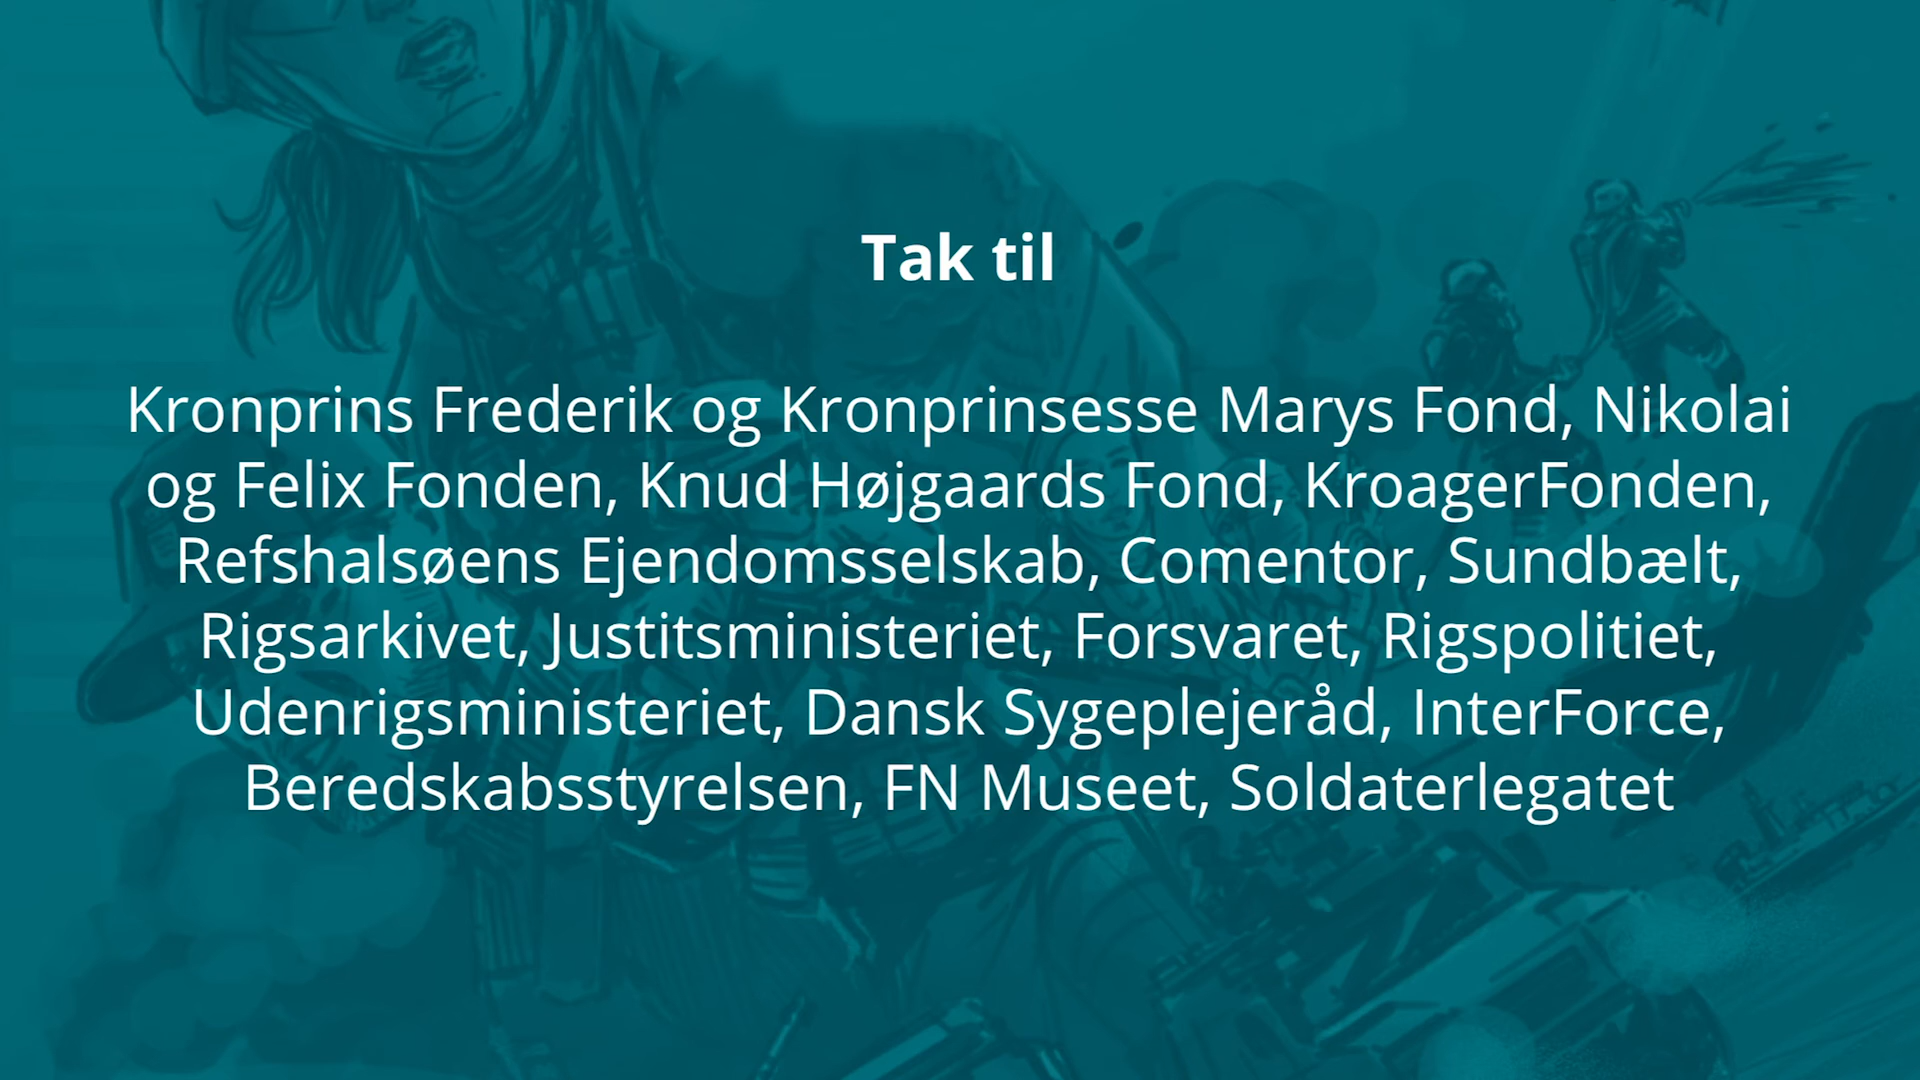 Tak til
Kronprins Frederik og Kronprinsesse Marys Fond, Nikolai
og Felix Fonden, Knud Højgaards Fond, KroagerFonden,
Refshalsøens Ejendomsselskab, Comentor, Sundbælt,
Rigsarkivet, Justitsministeriet, Forsvaret, Rigspolitiet,
Udenrigsministeriet, Dansk Sygeplejeråd, InterForce,
Beredskabsstyrelsen, FN Museet, Soldaterlegatet